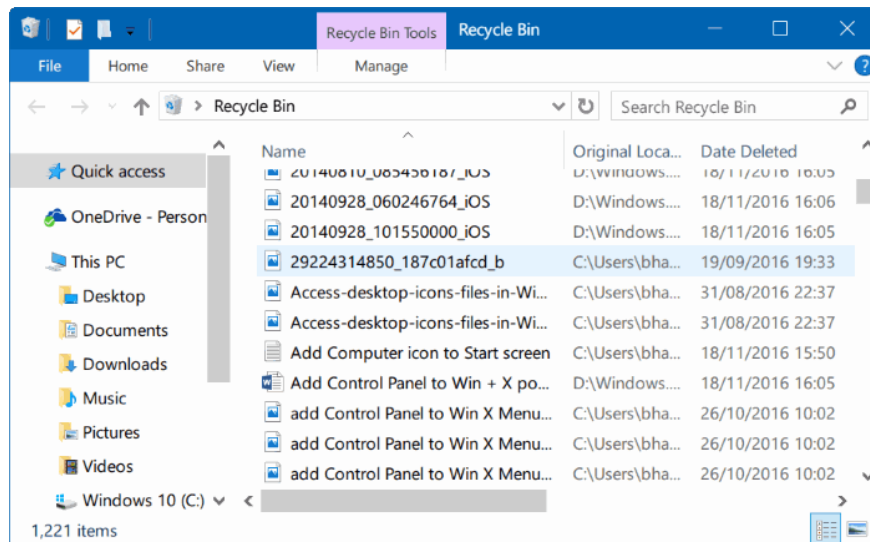 Recycle Bin Tools Recycle Bin
File Home Share View Manage
Recycle Bin Search Recycle Bin
Name Original Loca... Date Deleted
Quick access
OneDrive - Person
This PC
Desktop
Documents
Downloads
Music
Pictures
Videos
Windows 10 (C:)
20140810_085456187_iOS D:\Windows.... 18/11/2016 16:05
20140928_060246764_iOS D:\Windows.... 18/11/2016 16:06
20140928_101550000_iOS D:\Windows.... 18/11/2016 16:05
29224314850_187c01afcd_b C:\Users\bha... 19/09/2016 19:33
Access-desktop-icons-files-in-Wi... C:\Users\bha... 31/08/2016 22:37
Access-desktop-icons-files-in-Wi... C:\Users\bha... 31/08/2016 22:37
Add Computer icon to Start screen C:\Users\bha... 18/11/2016 15:50
Add Control Panel to Win + X po... D:\Windows.... 18/11/2016 16:05
add Control Panel to Win X Menu... C:\Users\bha... 26/10/2016 10:02
add Control Panel to Win X Menu... C:\Users\bha... 26/10/2016 10:02
add Control Panel to Win X Menu... C:\Users\bha... 26/10/2016 10:02
1,221 items